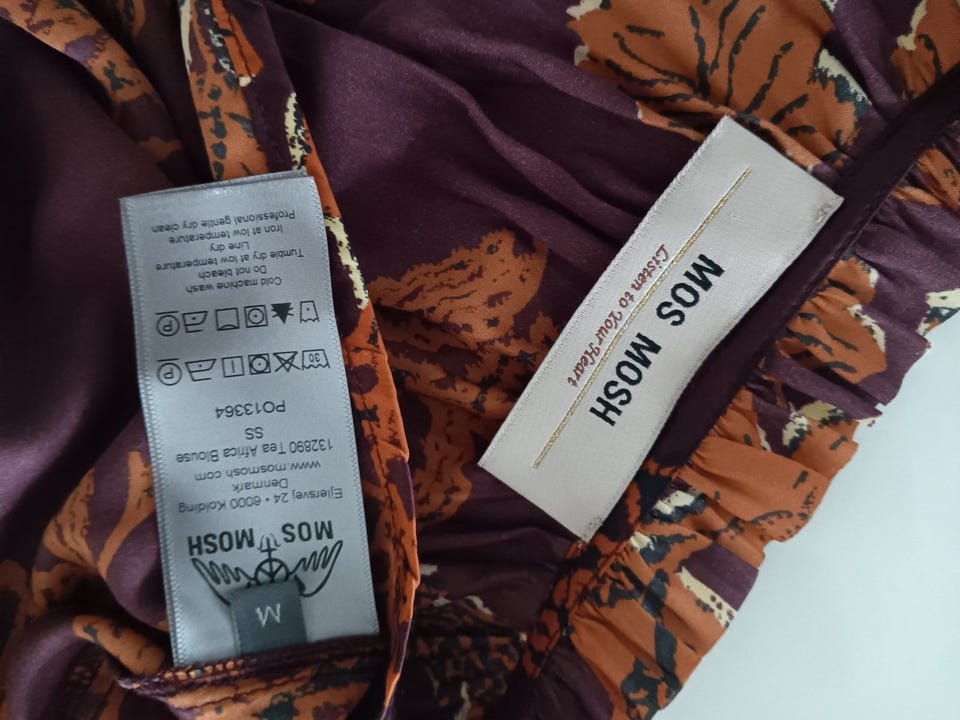 MOS MOSH
Listen to Your Heart
M
MOS MOSH
Ejlersvej 24 • 6000 Kolding
Denmark
www.mosmosh.com
132890 Tea Africa Blouse
SS
PO13364
30
P
P
Cold machine wash
Do not bleach
Tumble dry at low temperature
Line dry
Iron at low temperature
Professional gentle dry clean